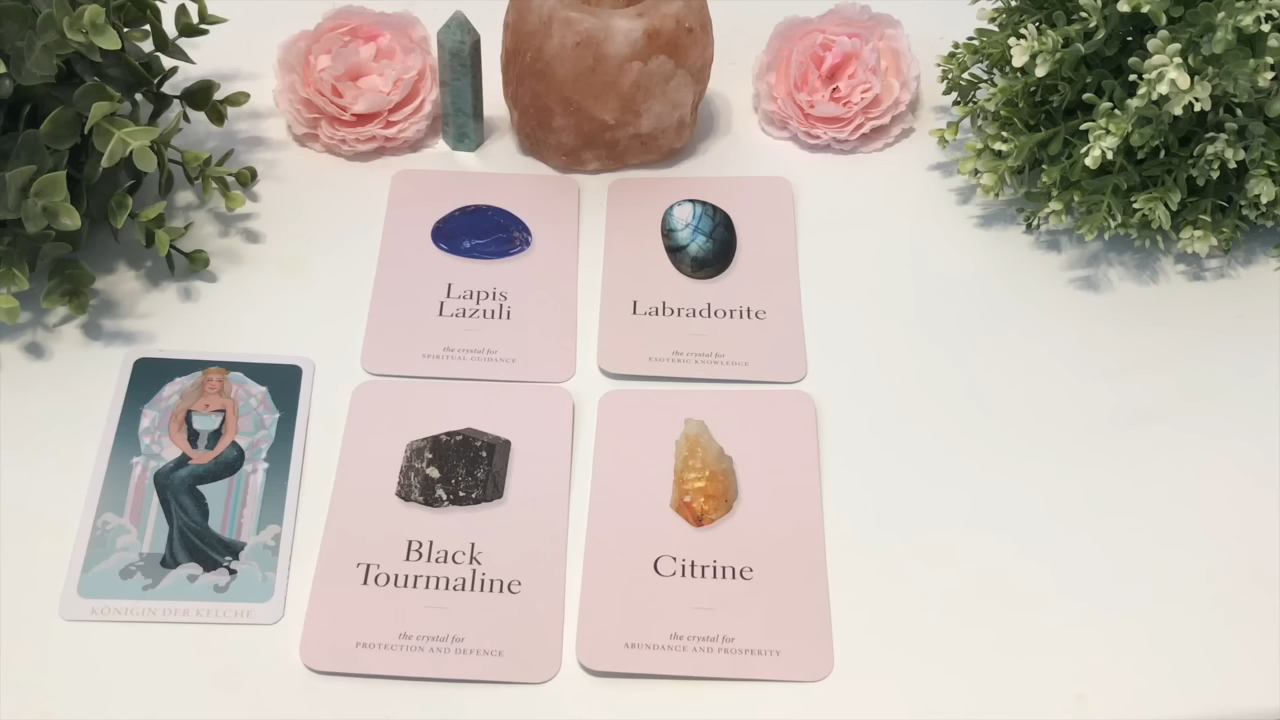 Lapis
Lazuli
the crystal for
SPIRITUAL GUIDANCE
Labradorite
the crystal for
ESOTERIC KNOWLEDGE
KÖNIGIN DER KELCHE
Black
Tourmaline
the crystal for
PROTECTION AND DEFENCE
Citrine
the crystal for
ABUNDANCE AND PROSPERITY